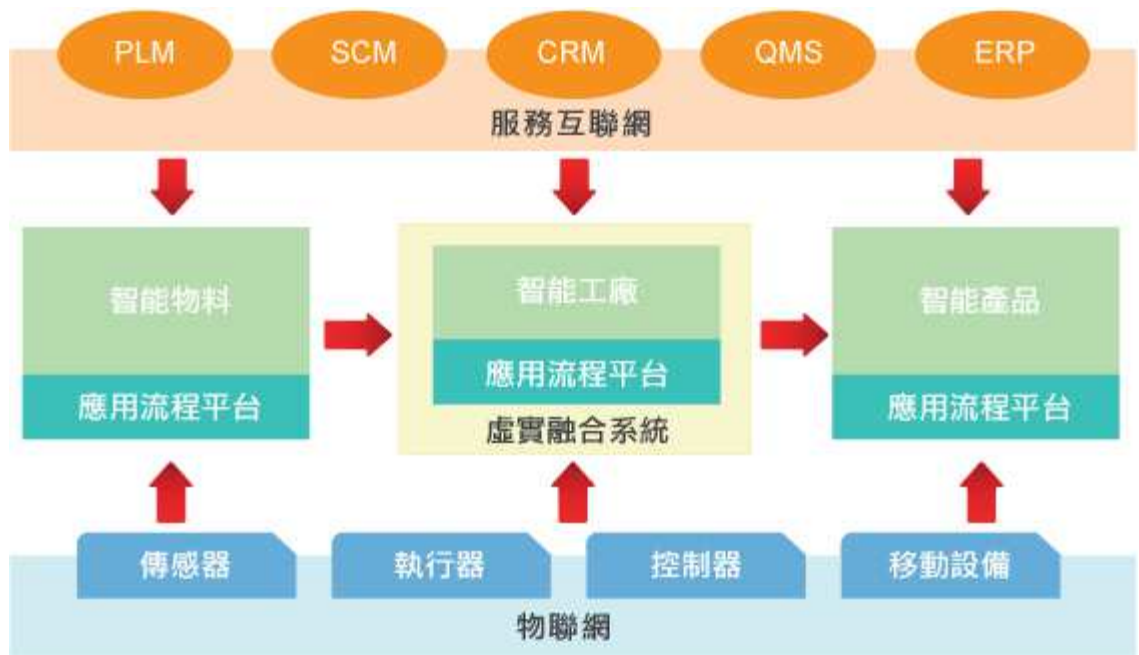 PLM
SCM
CRM
QMS
ERP
服務互聯網
智能物料
應用流程平台
智能工廠
應用流程平台
虛實融合系統
智能產品
應用流程平台
傳感器
執行器
控制器
移動設備
物聯網